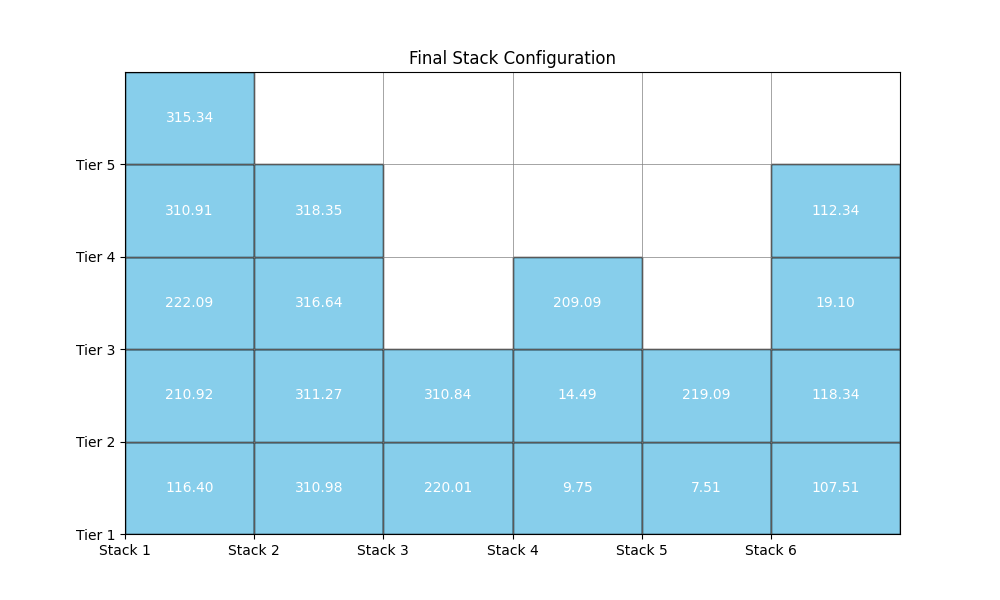 Final Stack Configuration
315.34
Tier 5
310.91 318.35 112.34
Tier 4
222.09 316.64 209.09 19.10
Tier 3
210.92 311.27 310.84 14.49 219.09 118.34
Tier 2
116.40 310.98 220.01 9.75 7.51 107.51
Tier 1
Stack 1 Stack 2 Stack 3 Stack 4 Stack 5 Stack 6